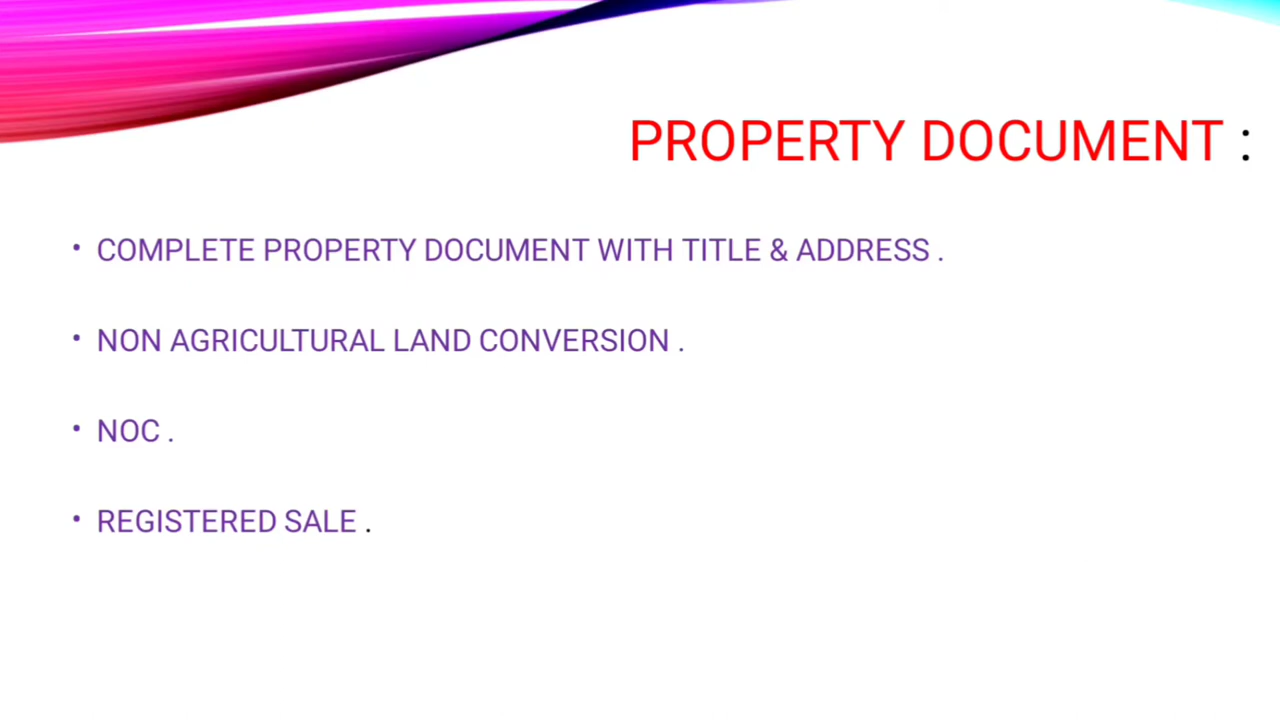 PROPERTY DOCUMENT :
• COMPLETE PROPERTY DOCUMENT WITH TITLE & ADDRESS .
• NON AGRICULTURAL LAND CONVERSION .
• NOC .
• REGISTERED SALE .